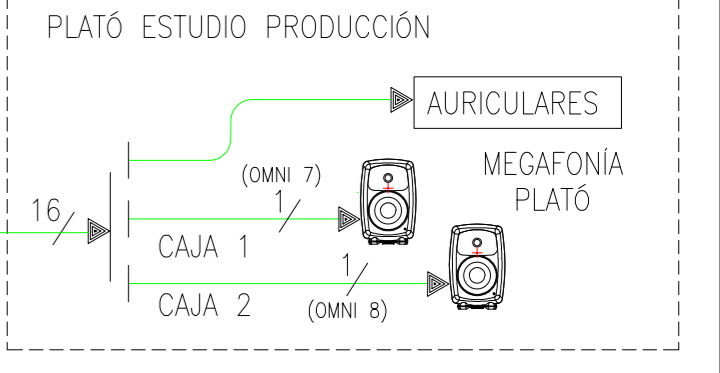 PLATÓ ESTUDIO PRODUCCIÓN
AURICULARES
MEGAFONÍA
PLATÓ
(OMNI 7)
1
16
CAJA 1
1
CAJA 2
(OMNI 8)